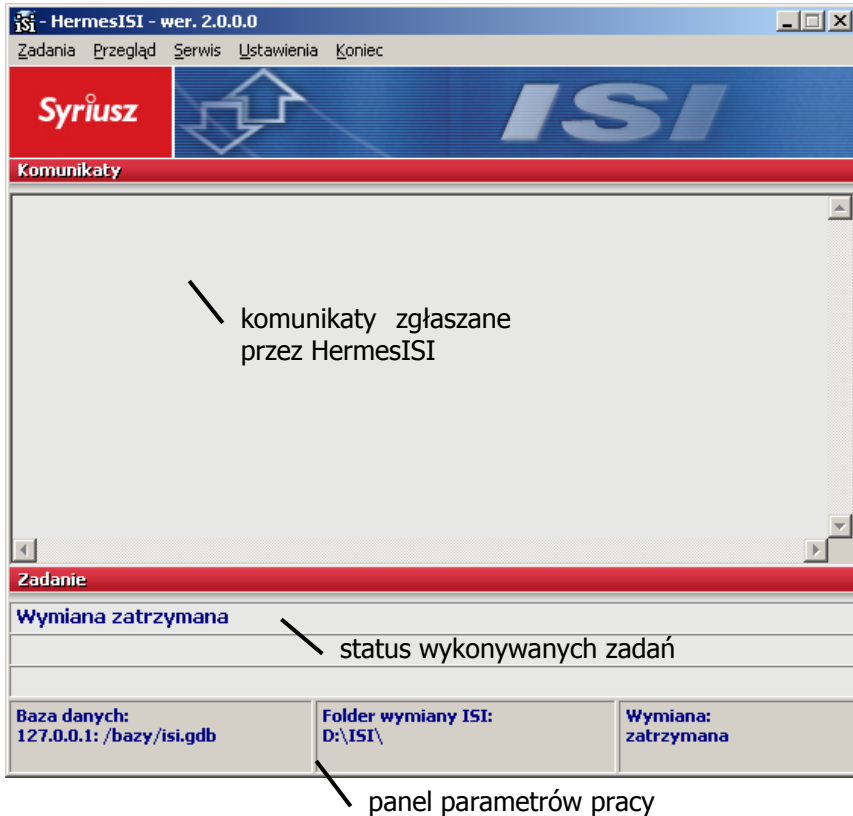 isi - HermesISI - wer. 2.0.0.0
Zadania Przegląd Serwis Ustawienia Koniec
Syriusz
ISI
Komunikaty
komunikaty zgłaszane
przez HermesISI
Zadanie
Wymiana zatrzymana
status wykonywanych zadań
Baza danych: Folder wymiany ISI: Wymiana:
127.0.0.1: /bazy/isi.gdb D:\ISI\ zatrzymana
panel parametrów pracy